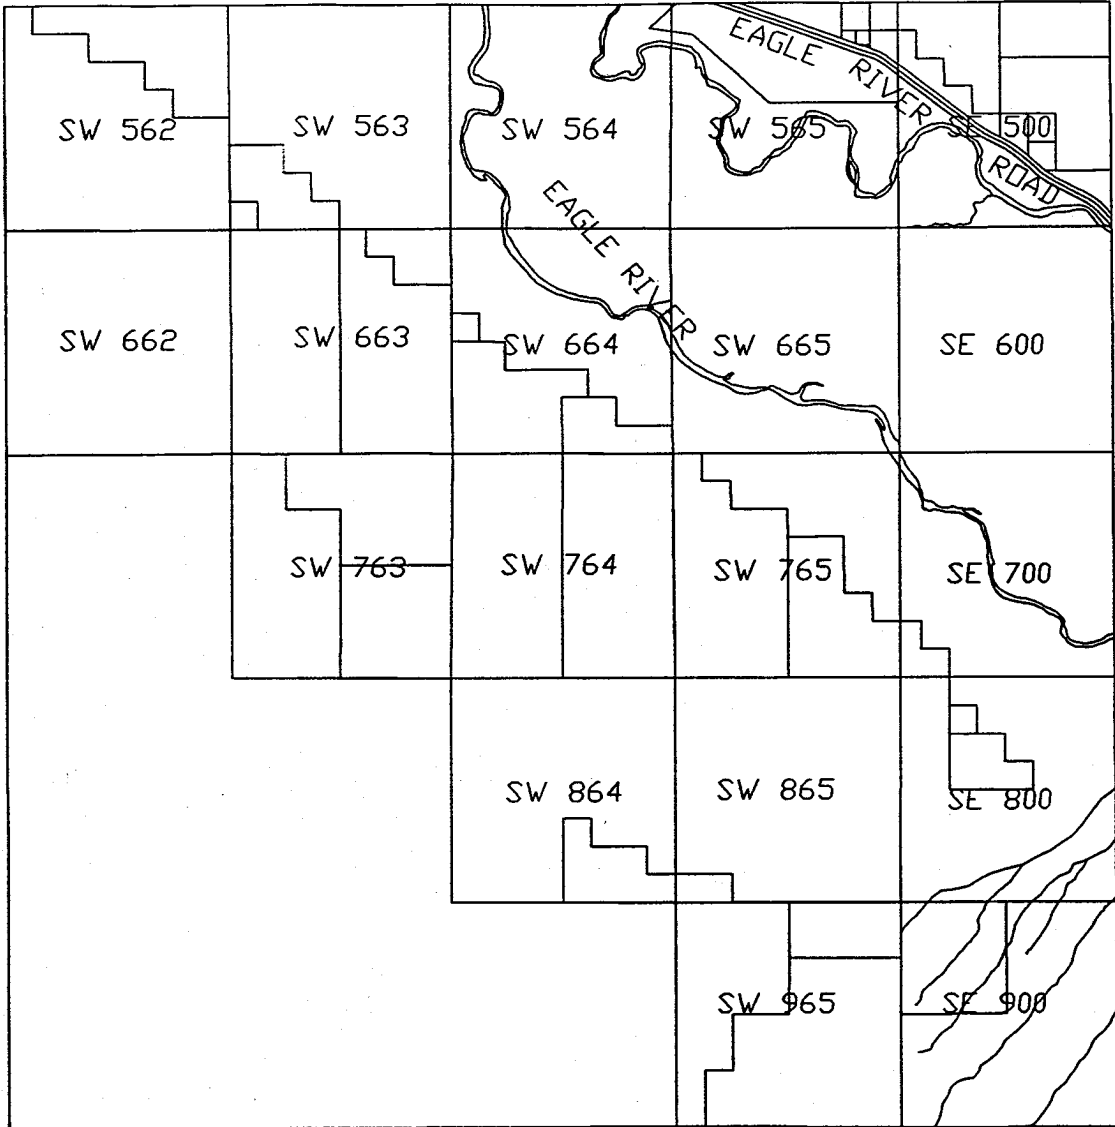 EAGLE RIVER ROAD
SW 562
SW 563
SW 564
SW 565
SE 500
EAGLE RIVER
SW 662
SW 663
SW 664
SW 665
SE 600
SW 763
SW 764
SW 765
SE 700
SW 864
SW 865
SE 800
SW 965
SE 900